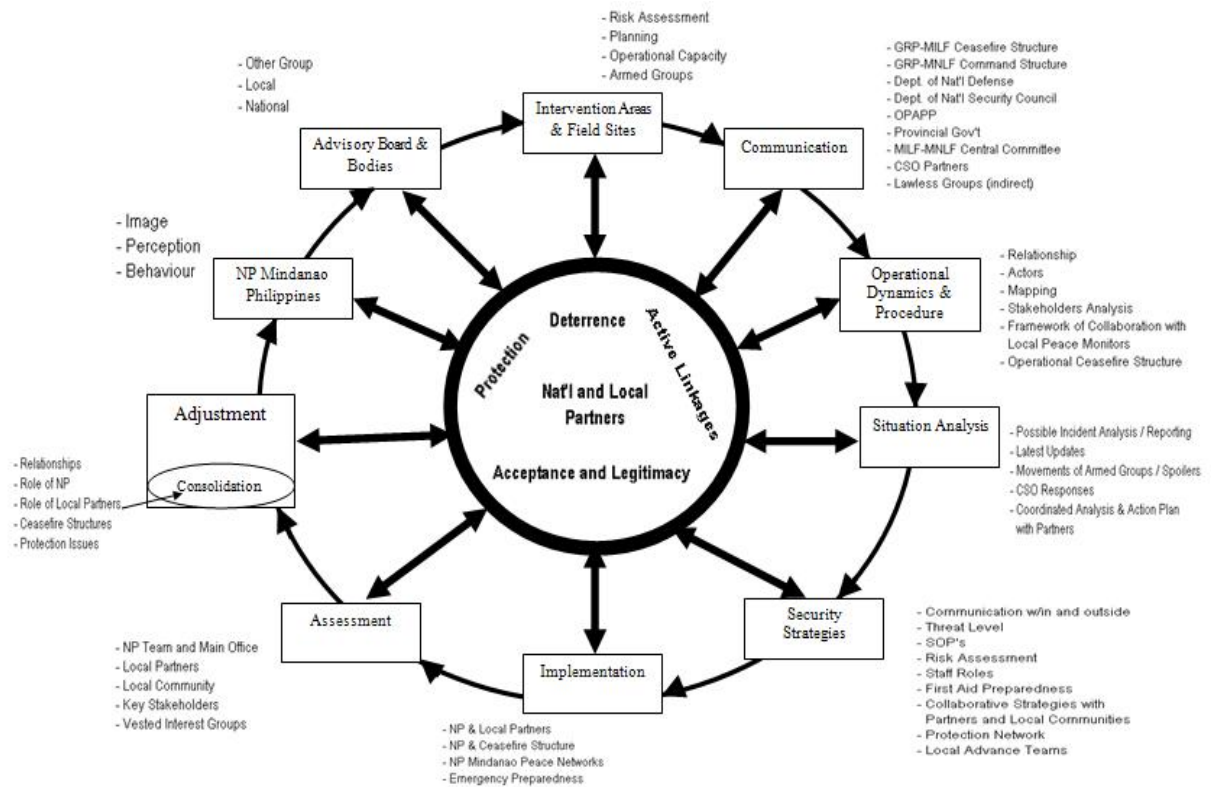 - Risk Assessment
- Planning
- Operational Capacity
- Armed Groups
Intervention Areas
& Field Sites
- GRP-MILF Ceasefire Structure
- GRP-MNLF Command Structure
- Dept. of Nat'l Defense
- Dept. of Nat'l Security Council
- OPAPP
- Provincial Gov't
- MILF-MNLF Central Committee
- CSO Partners
- Lawless Groups (indirect)
Communication
- Relationship
- Actors
- Mapping
- Stakeholders Analysis
- Framework of Collaboration with
Local Peace Monitors
- Operational Ceasefire Structure
Operational
Dynamics &
Procedure
- Possible Incident Analysis / Reporting
- Latest Updates
- Movements of Armed Groups / Spoilers
- CSO Responses
- Coordinated Analysis & Action Plan
with Partners
Situation Analysis
- Communication w/in and outside
- Threat Level
- SOP's
- Risk Assessment
- Staff Roles
- First Aid Preparedness
- Collaborative Strategies with
Partners and Local Communities
- Protection Network
- Local Advance Teams
Security
Strategies
Implementation
- NP & Local Partners
- NP & Ceasefire Structure
- NP Mindanao Peace Networks
- Emergency Preparedness
Assessment
- NP Team and Main Office
- Local Partners
- Local Community
- Key Stakeholders
- Vested Interest Groups
Adjustment
Consolidation
- Relationships
- Role of NP
- Role of Local Partners
- Ceasefire Structures
- Protection Issues
NP Mindanao
Philippines
- Image
- Perception
- Behaviour
Advisory Board &
Bodies
- Other Group
- Local
- National
Deterrence
Protection
Active Linkages
Nat'l and Local
Partners
Acceptance and Legitimacy